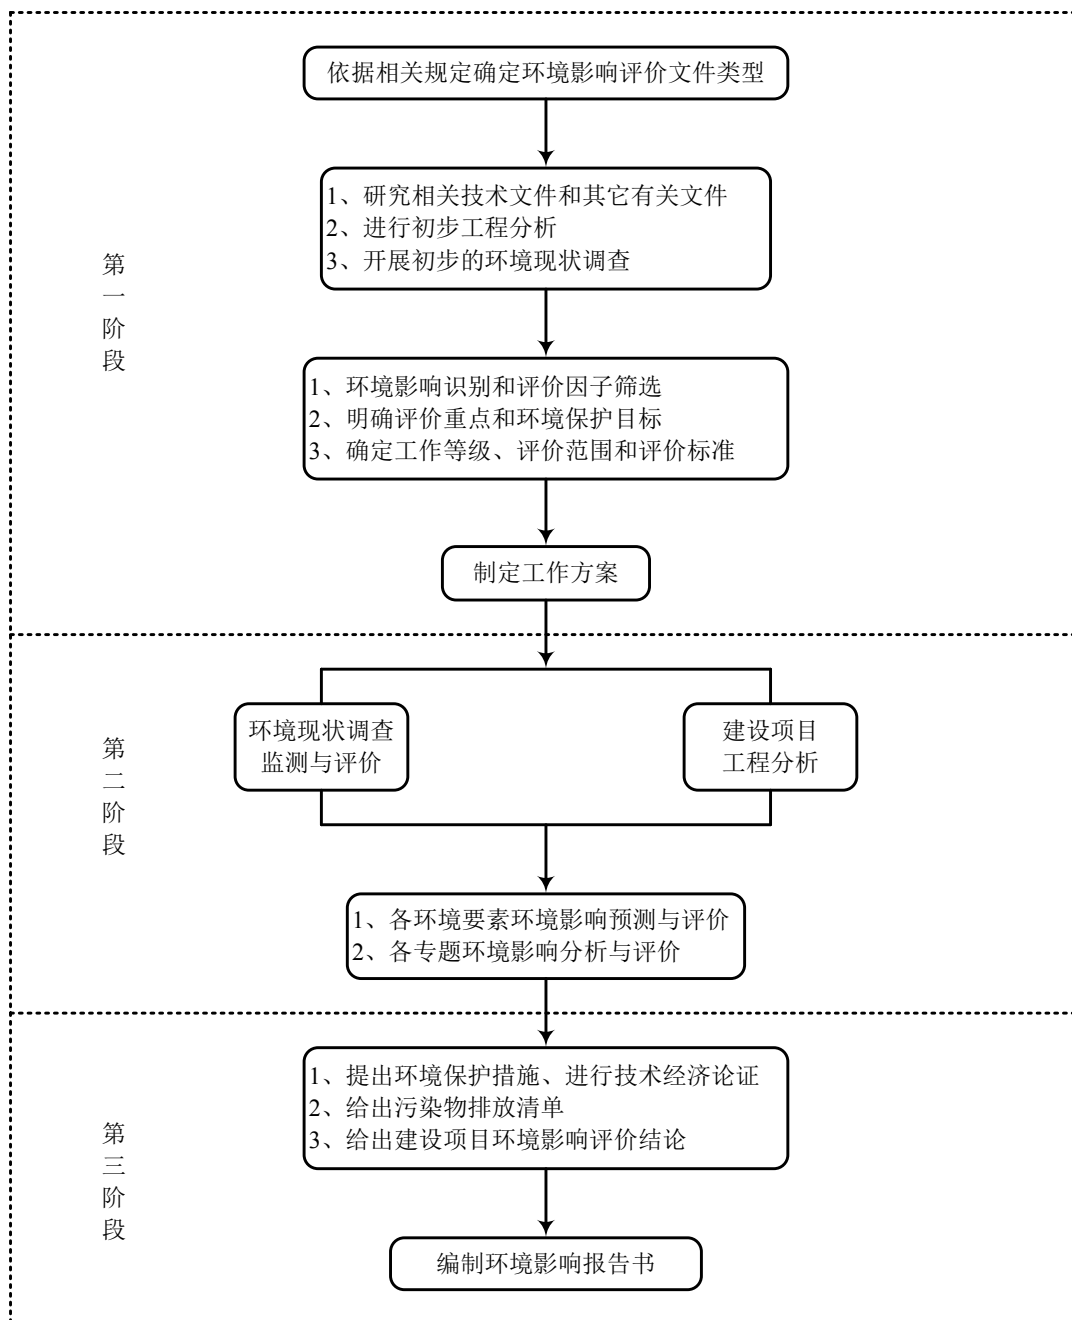 依据相关规定确定环境影响评价文件类型
1、研究相关技术文件和其它有关文件
2、进行初步工程分析
3、开展初步的环境现状调查
第
一
阶
段
1、环境影响识别和评价因子筛选
2、明确评价重点和环境保护目标
3、确定工作等级、评价范围和评价标准
制定工作方案
环境现状调查
监测与评价
建设项目
工程分析
第
二
阶
段
1、各环境要素环境影响预测与评价
2、各专题环境影响分析与评价
1、提出环境保护措施、进行技术经济论证
2、给出污染物排放清单
3、给出建设项目环境影响评价结论
第
三
阶
段
编制环境影响报告书